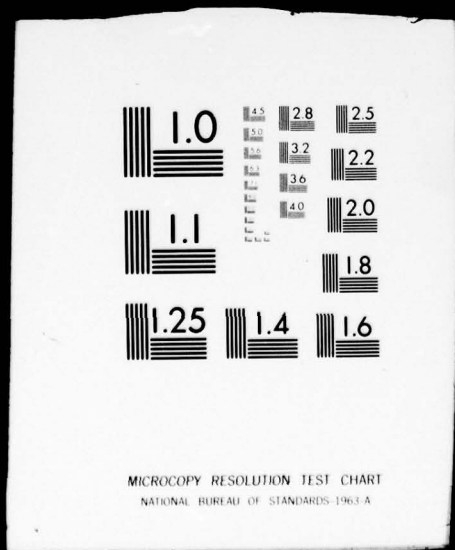 1.0
4.5 2.8 2.5
5.0
5.6 3.2 2.2
3.6
4.0 2.0
1.1
1.8
1.25 1.4 1.6
MICROCOPY RESOLUTION TEST CHART
NATIONAL BUREAU OF STANDARDS-1963-A